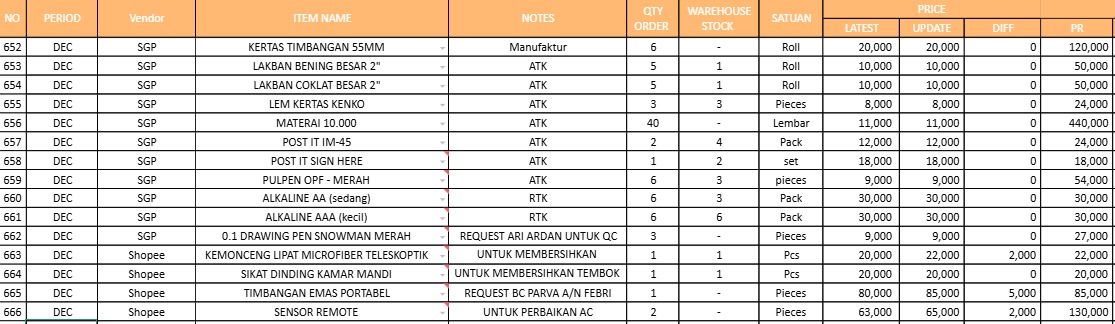 NO PERIOD Vendor ITEM NAME NOTES QTY ORDER WAREHOUSE STOCK SATUAN PRICE
LATEST UPDATE DIFF PR
652 DEC SGP KERTAS TIMBANGAN 55MM Manufaktur 6 - Roll 20,000 20,000 0 120,000
653 DEC SGP LAKBAN BENING BESAR 2" ATK 5 1 Roll 10,000 10,000 0 50,000
654 DEC SGP LAKBAN COKLAT BESAR 2" ATK 5 1 Roll 10,000 10,000 0 50,000
655 DEC SGP LEM KERTAS KENKO ATK 3 3 Pieces 8,000 8,000 0 24,000
656 DEC SGP MATERAI 10.000 ATK 40 - Lembar 11,000 11,000 0 440,000
657 DEC SGP POST IT IM-45 ATK 2 4 Pack 12,000 12,000 0 24,000
658 DEC SGP POST IT SIGN HERE ATK 1 2 set 18,000 18,000 0 18,000
659 DEC SGP PULPEN OPF - MERAH ATK 6 3 pieces 9,000 9,000 0 54,000
660 DEC SGP ALKALINE AA (sedang) RTK 6 3 Pack 30,000 30,000 0 30,000
661 DEC SGP ALKALINE AAA (kecil) RTK 6 6 Pack 30,000 30,000 0 30,000
662 DEC SGP 0.1 DRAWING PEN SNOWMAN MERAH REQUEST ARI ARDAN UNTUK QC 3 - Pieces 9,000 9,000 0 27,000
663 DEC Shopee KEMONCENG LIPAT MICROFIBER TELESKOPTIK UNTUK MEMBERSIHKAN 1 1 Pcs 20,000 22,000 2,000 22,000
664 DEC Shopee SIKAT DINDING KAMAR MANDI UNTUK MEMBERSIHKAN TEMBOK 1 1 Pcs 20,000 20,000 0 20,000
665 DEC Shopee TIMBANGAN EMAS PORTABEL REQUEST BC PARVA A/N FEBRI 1 - Pieces 80,000 85,000 5,000 85,000
666 DEC Shopee SENSOR REMOTE UNTUK PERBAIKAN AC 2 - Pieces 63,000 65,000 2,000 130,000